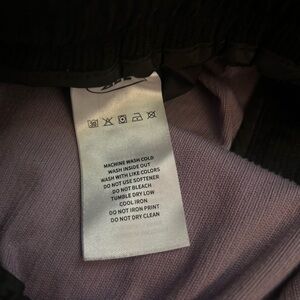 MACHINE WASH COLD
WASH INSIDE OUT
WASH WITH LIKE COLORS
DO NOT USE SOFTENER
DO NOT BLEACH
TUMBLE DRY LOW
COOL IRON
DO NOT IRON PRINT
DO NOT DRY CLEAN